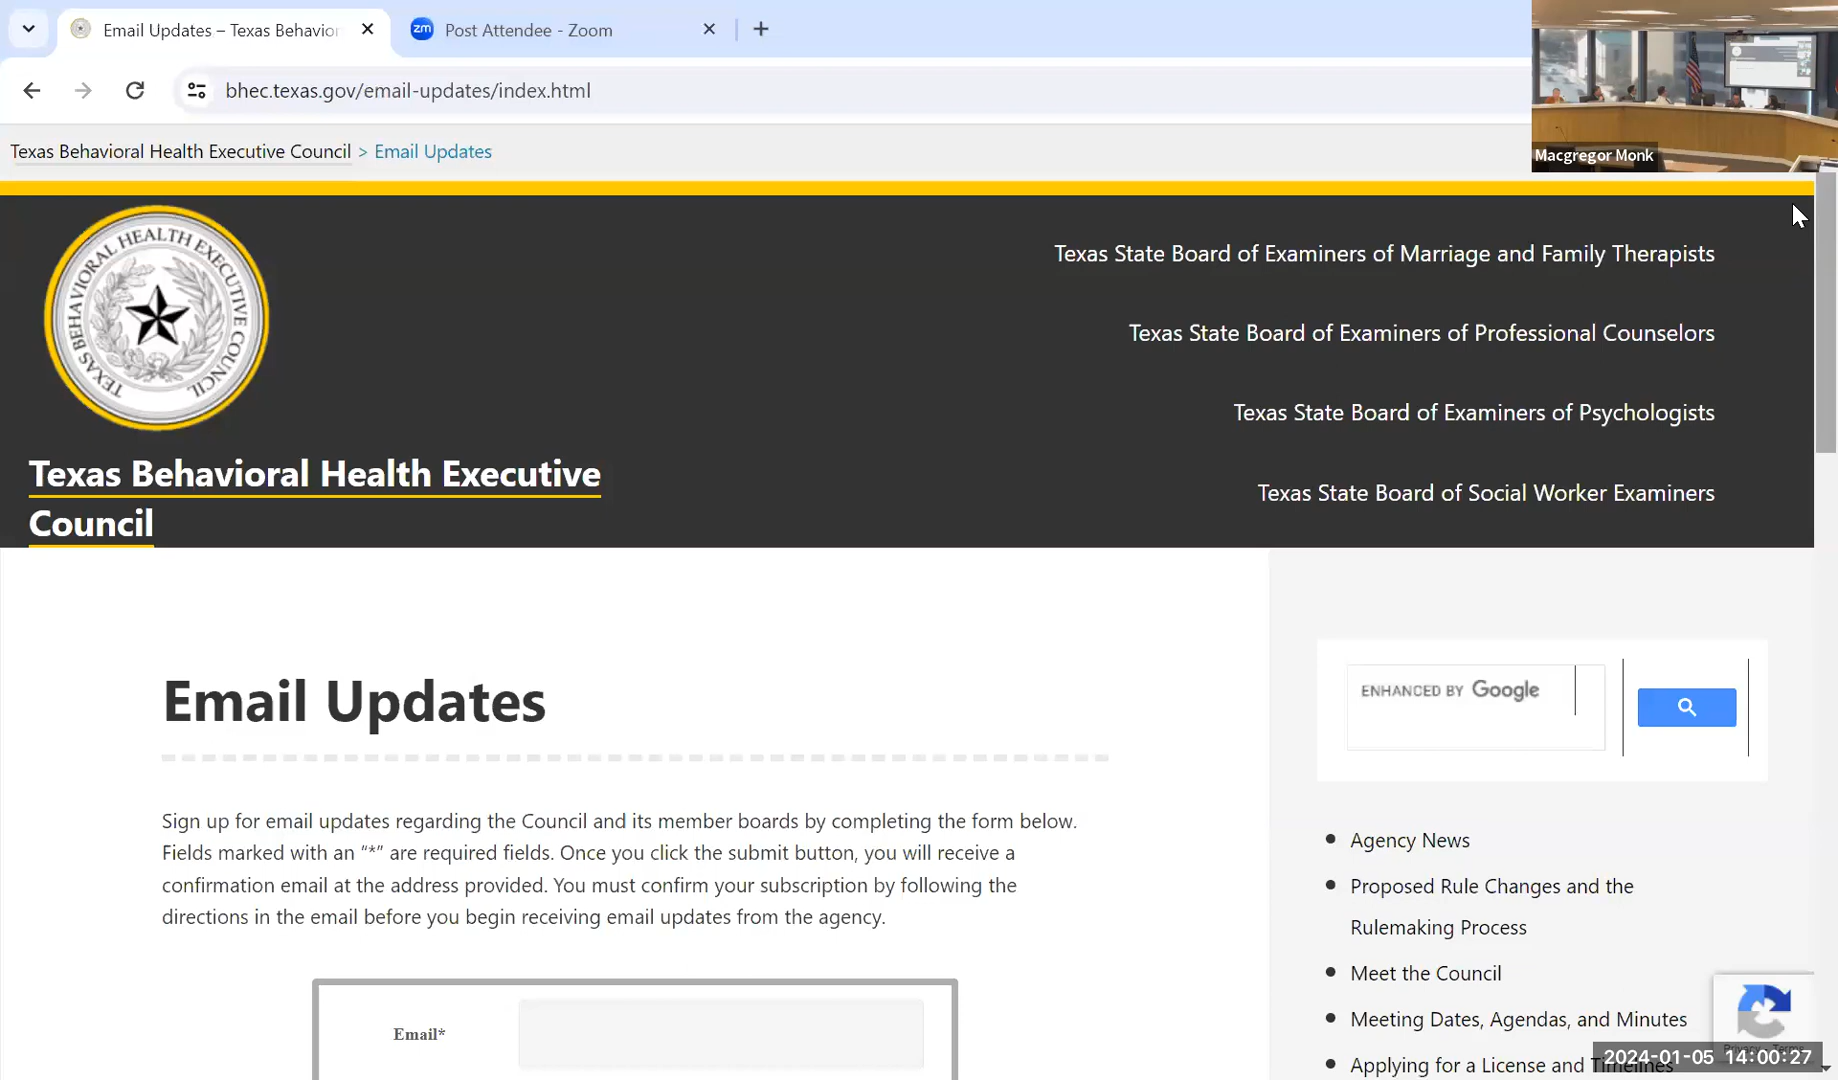 Email Updates – Texas Behavior
Post Attendee - Zoom
bhec.texas.gov/email-updates/index.html
Macgregor Monk
Texas Behavioral Health Executive Council > Email Updates
TEXAS BEHAVIORAL HEALTH EXECUTIVE COUNCIL
Texas State Board of Examiners of Marriage and Family Therapists
Texas State Board of Examiners of Professional Counselors
Texas State Board of Examiners of Psychologists
Texas State Board of Social Worker Examiners
Texas Behavioral Health Executive
Council
Email Updates
Sign up for email updates regarding the Council and its member boards by completing the form below.
Fields marked with an “*” are required fields. Once you click the submit button, you will receive a
confirmation email at the address provided. You must confirm your subscription by following the
directions in the email before you begin receiving email updates from the agency.
Email*
ENHANCED BY Google
Agency News
Proposed Rule Changes and the
Rulemaking Process
Meet the Council
Meeting Dates, Agendas, and Minutes
Applying for a License and Timelines
Privacy - Terms
2024-01-05 14:00:27